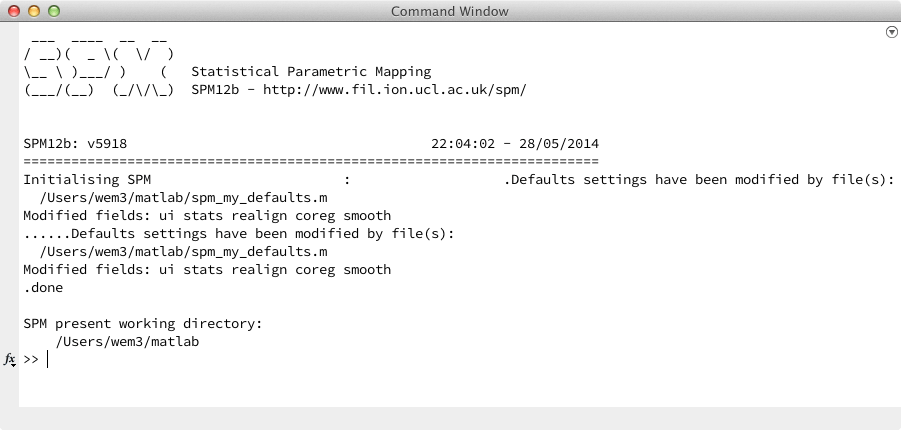 Command Window
 ___  ____  __  __
/ __)(  _ \(  \/  )
\__ \ )___/ )    (   Statistical Parametric Mapping
(___/(__)  (_/\/\_)  SPM12b - http://www.fil.ion.ucl.ac.uk/spm/
SPM12b: v5918                                      22:04:02 - 28/05/2014
========================================================================
Initialising SPM                        :                   .Defaults settings have been modified by file(s):
  /Users/wem3/matlab/spm_my_defaults.m
Modified fields: ui stats realign coreg smooth
......Defaults settings have been modified by file(s):
  /Users/wem3/matlab/spm_my_defaults.m
Modified fields: ui stats realign coreg smooth
.done
SPM present working directory:
    /Users/wem3/matlab
fx >>